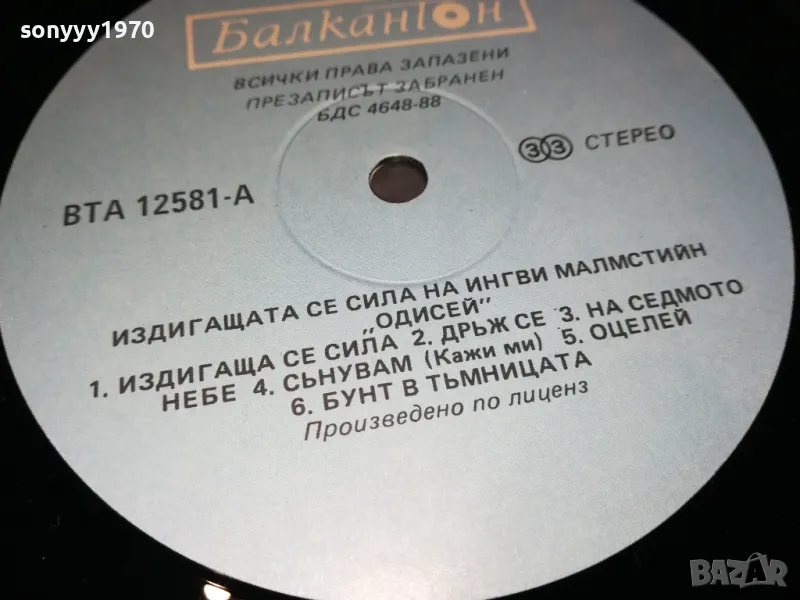 sonyyy1970
Балкантон
ВСИЧКИ ПРАВА ЗАПАЗЕНИ
ПРЕЗАПИСЪТ ЗАБРАНЕН
БДС 4648-88
ВТА 12581-А
33 СТЕРЕО
ИЗДИГАЩАТА СЕ СИЛА НА ИНГВИ МАЛМСТИЙН
„ОДИСЕЙ"
1. ИЗДИГАЩА СЕ СИЛА 2. ДРЪЖ СЕ 3. НА СЕДМОТО
НЕБЕ 4. СЪНУВАМ (Кажи ми) 5. ОЦЕЛЕЙ
6. БУНТ В ТЪМНИЦАТА
Произведено по лиценз
BAZAR